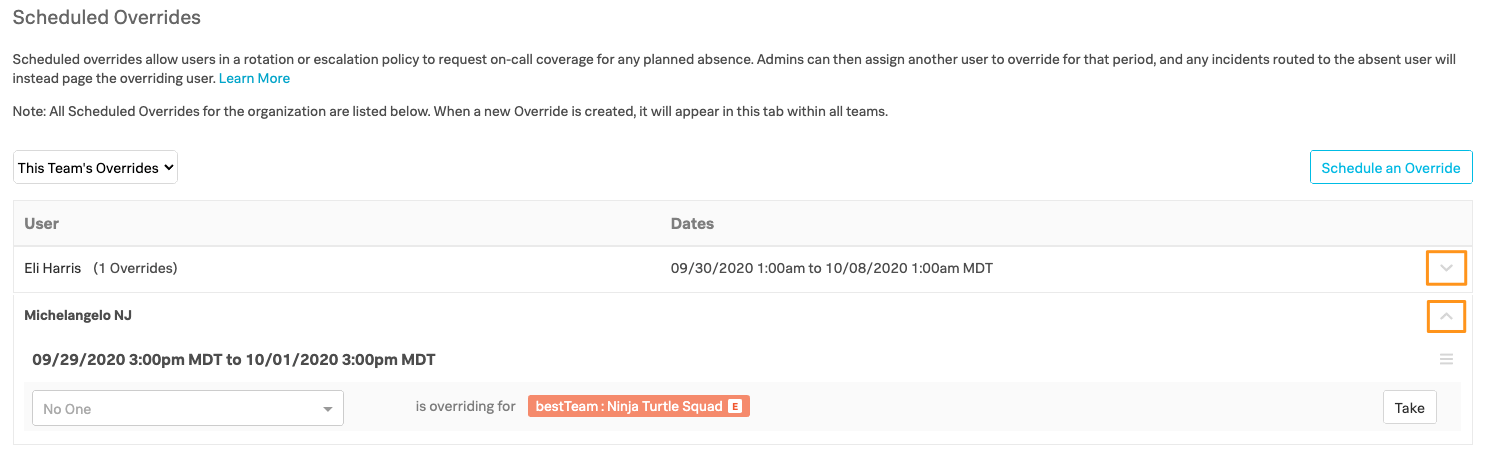 Scheduled Overrides
Scheduled overrides allow users in a rotation or escalation policy to request on-call coverage for any planned absence. Admins can then assign another user to override for that period, and any incidents routed to the absent user will
instead page the overriding user. Learn More
Note: All Scheduled Overrides for the organization are listed below. When a new Override is created, it will appear in this tab within all teams.
This Team's Overrides
Schedule an Override
User Dates
Eli Harris (1 Overrides) 09/30/2020 1:00am to 10/08/2020 1:00am MDT
Michelangelo NJ
09/29/2020 3:00pm MDT to 10/01/2020 3:00pm MDT
No One is overriding for bestTeam : Ninja Turtle Squad E Take